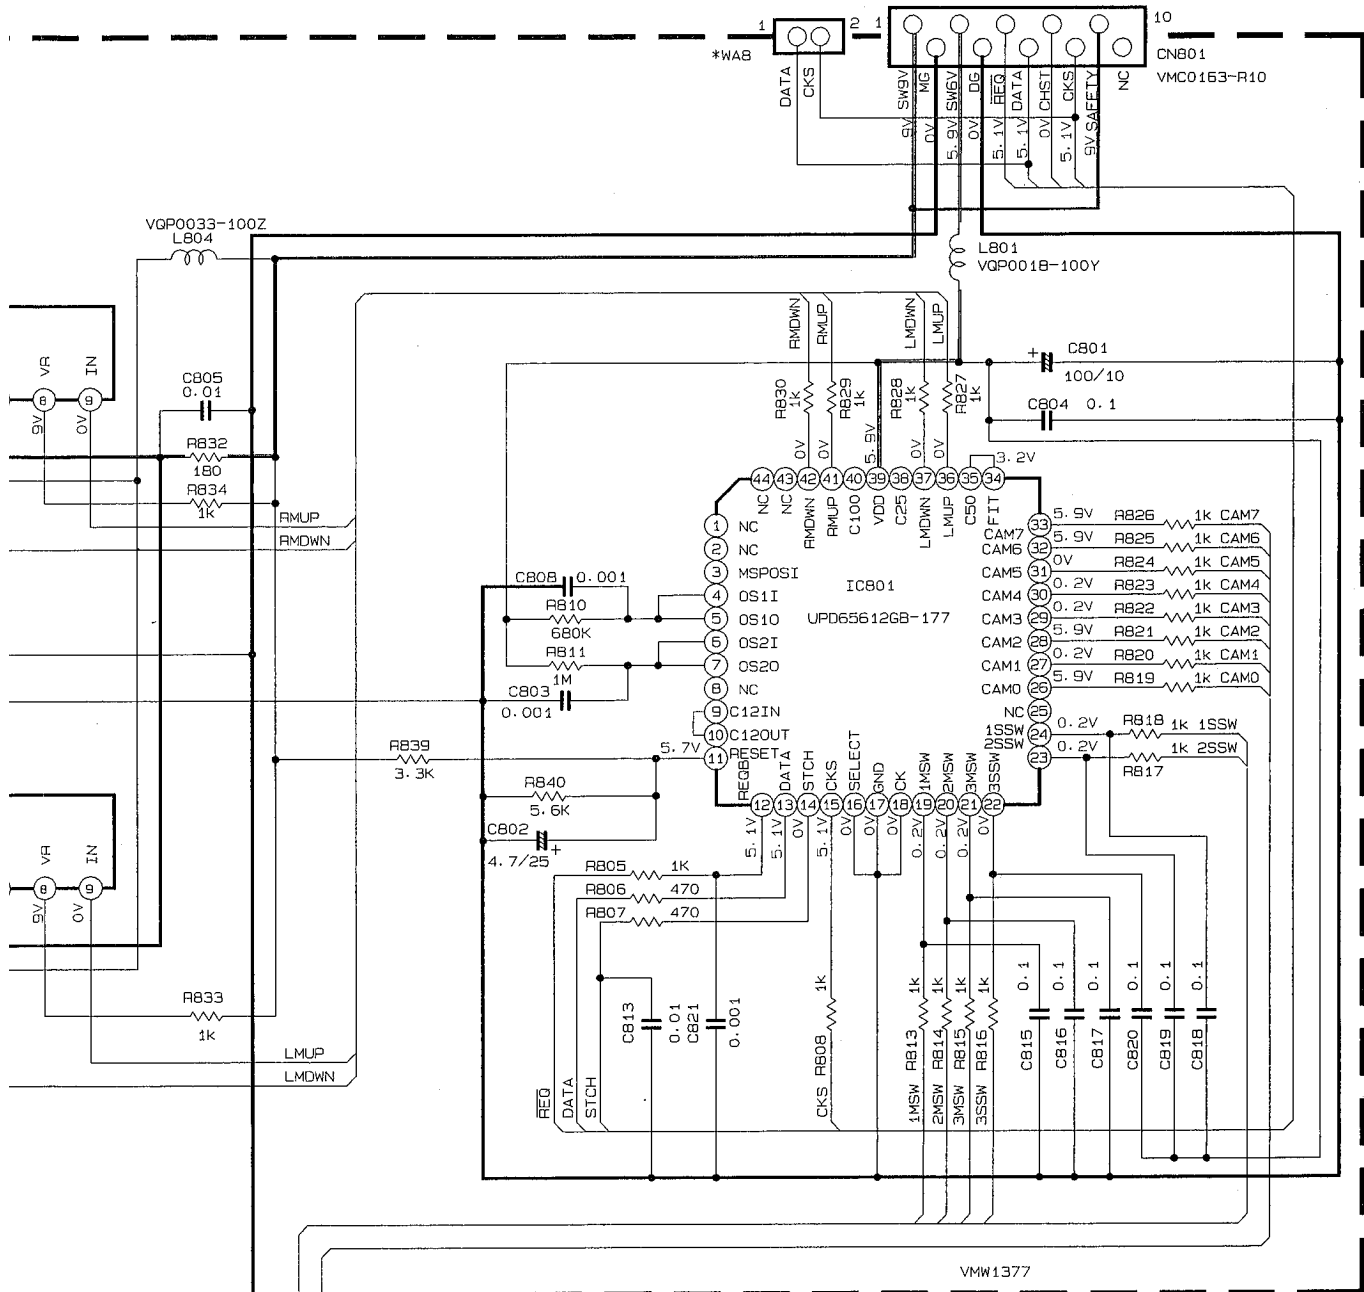 1 2 1 10
*WA8
CN801
VMC0163-R10
DATA
CKS
9V SW9V
0V MG
5.9V SW6V
0V DG
5.1V REQ
5.1V DATA
0V CHST
5.1V CKS
9V SAFETY
NC
VQP0033-100Z
L804
L801
VQP0018-100Y
RMDWN
RMUP
LMDWN
LMUP
C801
100/10
C804 0.1
VR
IN
8 9
9V
0V
C805
0.01
R832
180
R834
1k
RMUP
RMDWN
R830 1k
R829 1k
R828 1k
R827 1k
0V 0V 5.9V 0V 0V 3.2V
44 43 42 41 40 39 38 37 36 35 34
NC NC RMDWN RMUP C100 VDD C25 LMDWN LMUP C50 FIT
1 NC
2 NC
3 MSPOSI
4 OS1I
5 OS1O
6 OS2I
7 OS2O
8 NC
9 C12IN
10 C12OUT
11 RESET
IC801
UPD65612GB-177
CAM7 33 5.9V R826 1k CAM7
CAM6 32 5.9V R825 1k CAM6
CAM5 31 0V R824 1k CAM5
CAM4 30 0.2V R823 1k CAM4
CAM3 29 0.2V R822 1k CAM3
CAM2 28 5.9V R821 1k CAM2
CAM1 27 0.2V R820 1k CAM1
CAM0 26 5.9V R819 1k CAM0
NC 25
1SSW 24 0.2V R818 1k 1SSW
2SSW 23 0.2V R817 1k 2SSW
C808 0.001
R810
680K
R811
1M
C803
0.001
5.7V
R839
3.3K
R840
5.6K
C802
4.7/25
REQB DATA STCH CKS SELECT GND CK 1MSW 2MSW 3MSW 3SSW
12 13 14 15 16 17 18 19 20 21 22
5.1V 5.1V 0V 5.1V 0V 0V 0V 0.2V 0.2V 0.2V 0V
R805 1K
R806 470
R807 470
VR
IN
8 9
9V
0V
R833
1k
LMUP
LMDWN
C813 0.01
C821 0.001
REQ
DATA
STCH
CKS R808 1k
1MSW R813 1k
2MSW R814 1k
3MSW R815 1k
3SSW R816 1k
C815 0.1
C816 0.1
C817 0.1
C820 0.1
C819 0.1
C818 0.1
VMW1377